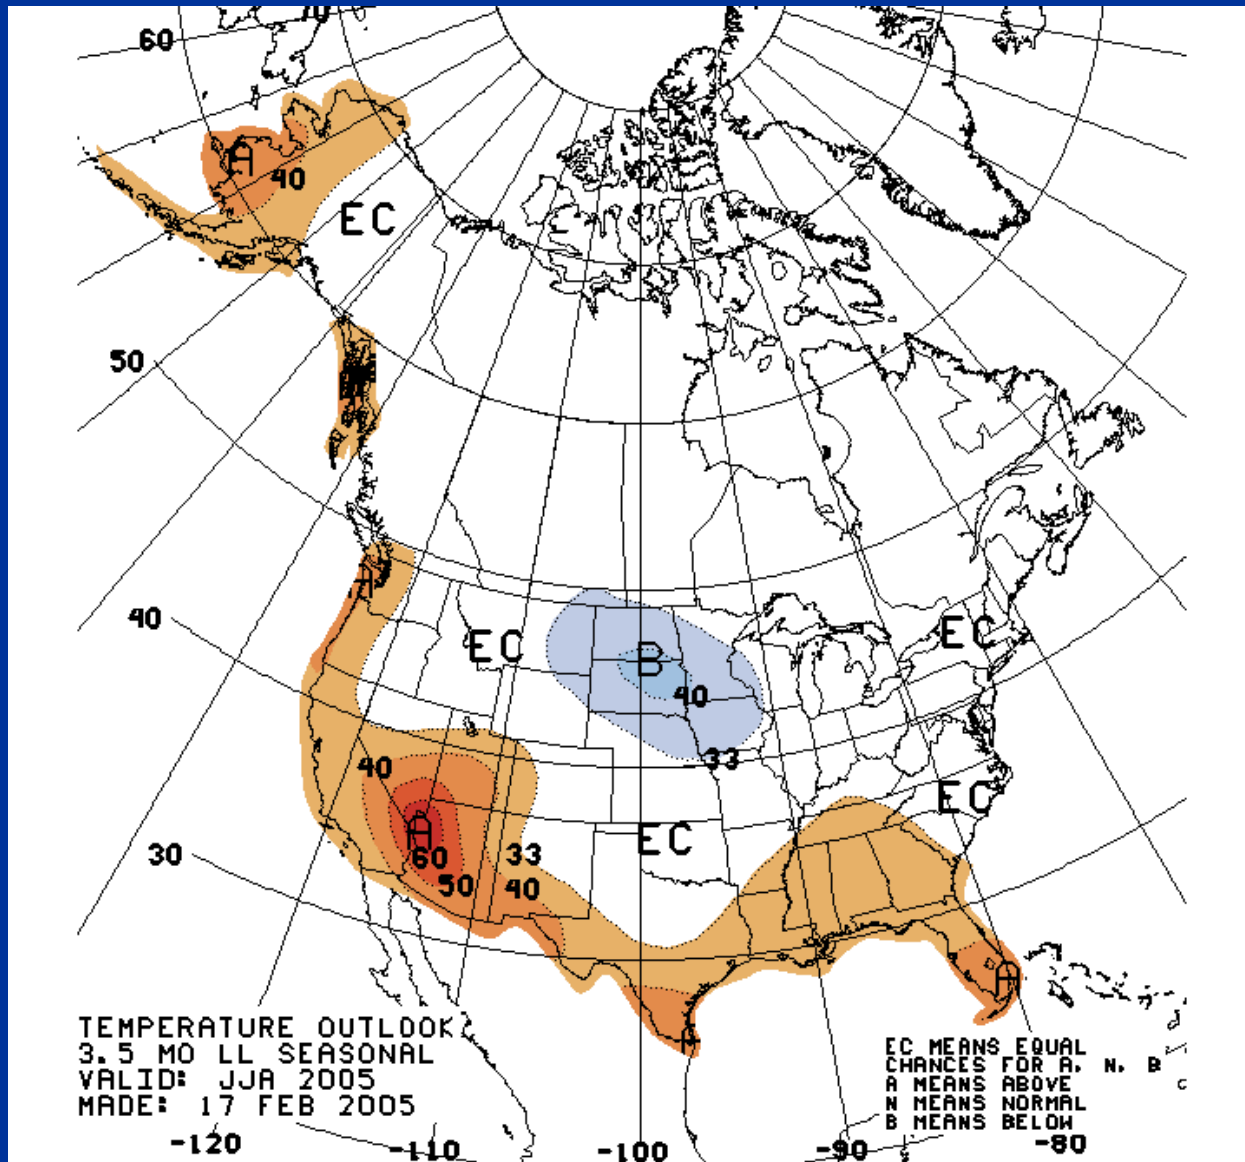 70
60
A
40
EC
50
A
40
EC
B
EC
40
33
40
EC
A
60
33
EC
50
40
30
A
A
TEMPERATURE OUTLOOK
3.5 MO LL SEASONAL
VALID: JJA 2005
MADE: 17 FEB 2005
EC MEANS EQUAL
CHANCES FOR A, N, B
A MEANS ABOVE
N MEANS NORMAL
B MEANS BELOW
-120
-110
-100
-90
-80